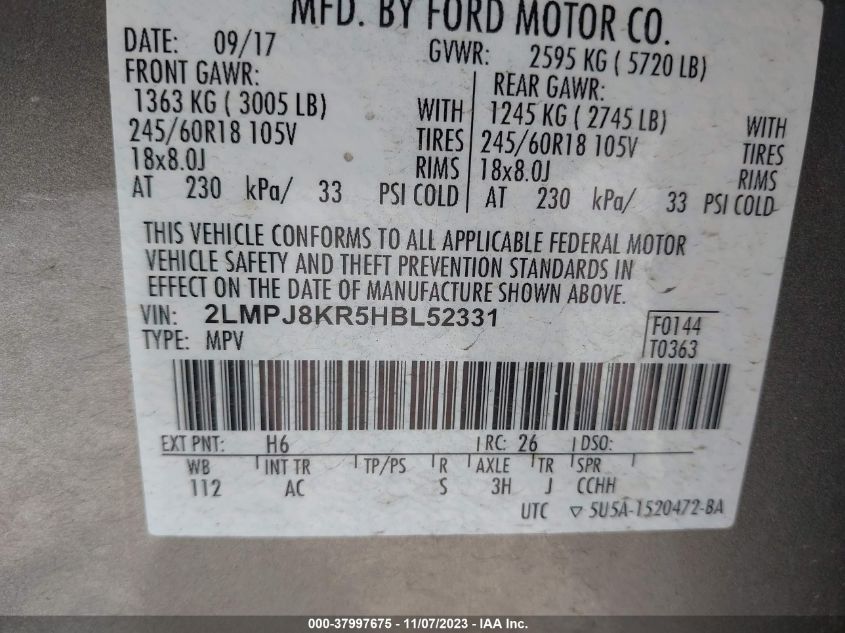 MFD. BY FORD MOTOR CO.
DATE: 09/17 GVWR: 2595 KG ( 5720 LB)
FRONT GAWR: REAR GAWR:
1363 KG ( 3005 LB) WITH 1245 KG ( 2745 LB) WITH
245/60R18 105V TIRES 245/60R18 105V TIRES
18x8.0J RIMS 18x8.0J RIMS
AT 230 kPa/ 33 PSI COLD AT 230 kPa/ 33 PSI COLD
THIS VEHICLE CONFORMS TO ALL APPLICABLE FEDERAL MOTOR
VEHICLE SAFETY AND THEFT PREVENTION STANDARDS IN
EFFECT ON THE DATE OF MANUFACTURE SHOWN ABOVE.
VIN: 2LMPJ8KR5HBL52331 F0144
TYPE: MPV T0363
EXT PNT: H6 RC: 26 DSO:
WB INT TR TP/PS R AXLE TR SPR
112 AC S 3H J CCHH
UTC ▽ 5U5A-1520472-BA
000-37997675 - 11/07/2023 - IAA Inc.